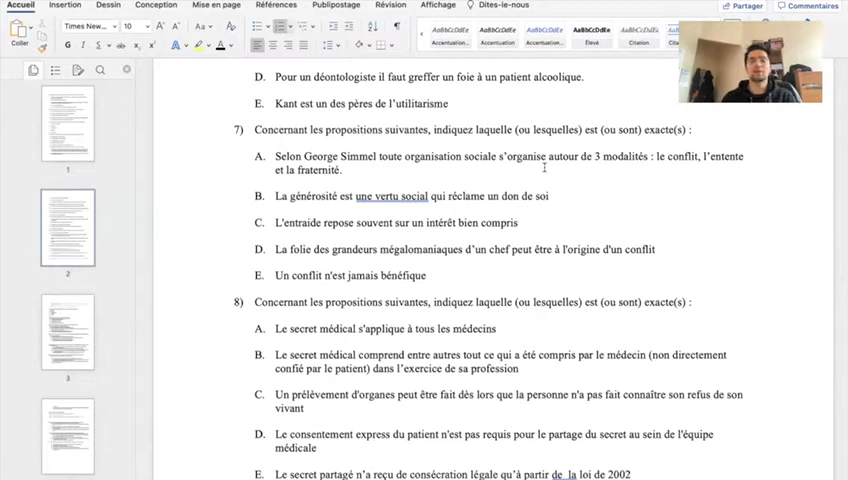 Accueil Insertion Dessin Conception Mise en page Références Publipostage Révision Affichage Dites-le-nous Partager Commentaires
Coller
Times New... 10
G I S
AaBbCcDdEe AaBbCcDdEe AaBbCcDdEe AaBbCcDdEe AaBbCcDdEe
Accentuation... Accentuation... Accentuation... Élevé Citation
D. Pour un déontologiste il faut greffer un foie à un patient alcoolique.
E. Kant est un des pères de l’utilitarisme
7) Concernant les propositions suivantes, indiquez laquelle (ou lesquelles) est (ou sont) exacte(s) :
A. Selon George Simmel toute organisation sociale s’organise autour de 3 modalités : le conflit, l’entente
et la fraternité.
B. La générosité est une vertu social qui réclame un don de soi
C. L'entraide repose souvent sur un intérêt bien compris
D. La folie des grandeurs mégalomaniaques d’un chef peut être à l'origine d'un conflit
E. Un conflit n'est jamais bénéfique
8) Concernant les propositions suivantes, indiquez laquelle (ou lesquelles) est (ou sont) exacte(s) :
A. Le secret médical s'applique à tous les médecins
B. Le secret médical comprend entre autres tout ce qui a été compris par le médecin (non directement
confié par le patient) dans l’exercice de sa profession
C. Un prélèvement d'organes peut être fait dès lors que la personne n'a pas fait connaître son refus de son
vivant
D. Le consentement express du patient n'est pas requis pour le partage du secret au sein de l'équipe
médicale
E. Le secret partagé n’a reçu de consécration légale qu’à partir de la loi de 2002
1
2
3